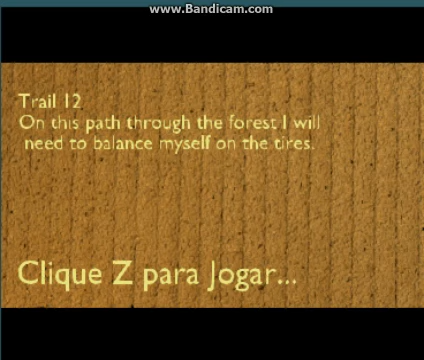 www.Bandicam.com
Trail 12
On this path through the forest I will
need to balance myself on the tires.
Clique Z para Jogar...